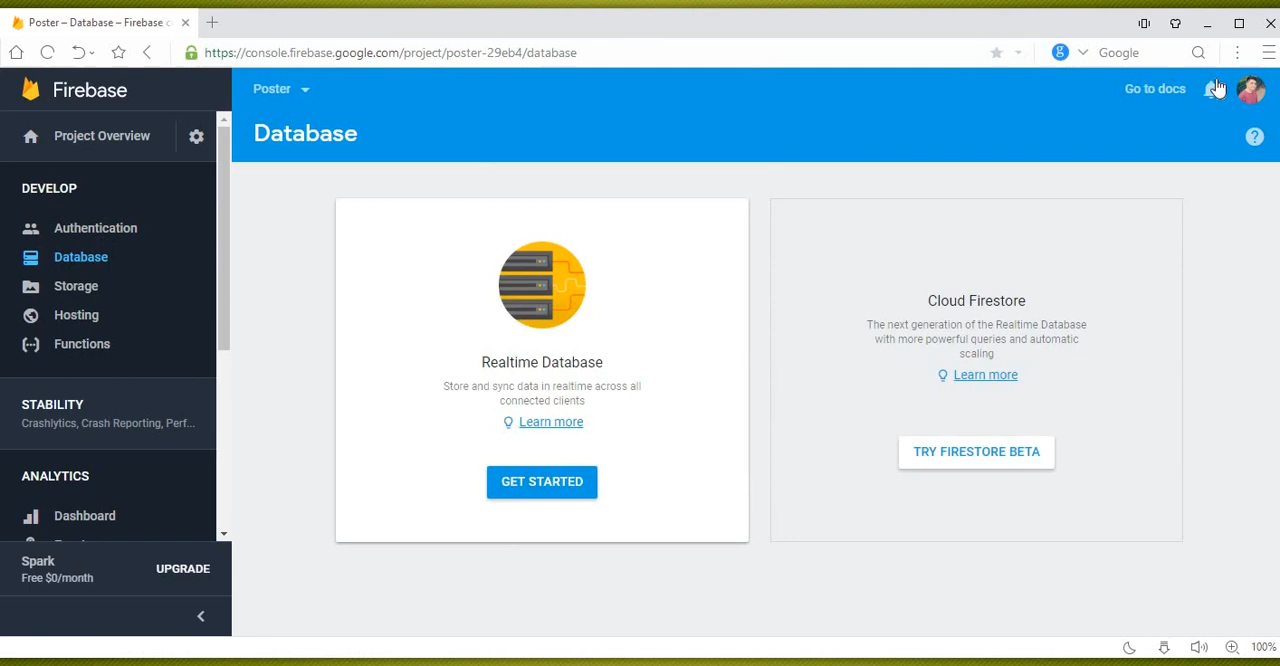 Poster – Database – Firebase c
https://console.firebase.google.com/project/poster-29eb4/database
Google
Firebase
Poster
Go to docs
Project Overview
Database
DEVELOP
Authentication
Database
Storage
Hosting
Functions
STABILITY
Crashlytics, Crash Reporting, Perf...
ANALYTICS
Dashboard
Spark
Free $0/month
UPGRADE
Realtime Database
Store and sync data in realtime across all
connected clients
Learn more
GET STARTED
Cloud Firestore
The next generation of the Realtime Database
with more powerful queries and automatic
scaling
Learn more
TRY FIRESTORE BETA
100%